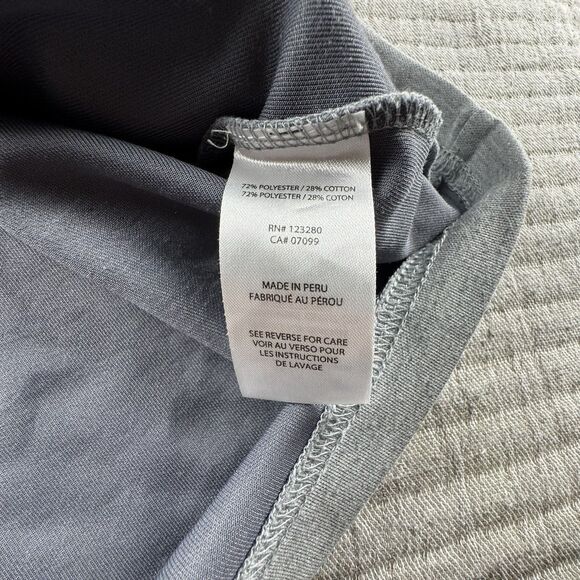 72% POLYESTER / 28% COTTON
72% POLYESTER / 28% COTON
RN# 123280
CA# 07099
MADE IN PERU
FABRIQUÉ AU PÉROU
SEE REVERSE FOR CARE
VOIR AU VERSO POUR
LES INSTRUCTIONS
DE LAVAGE